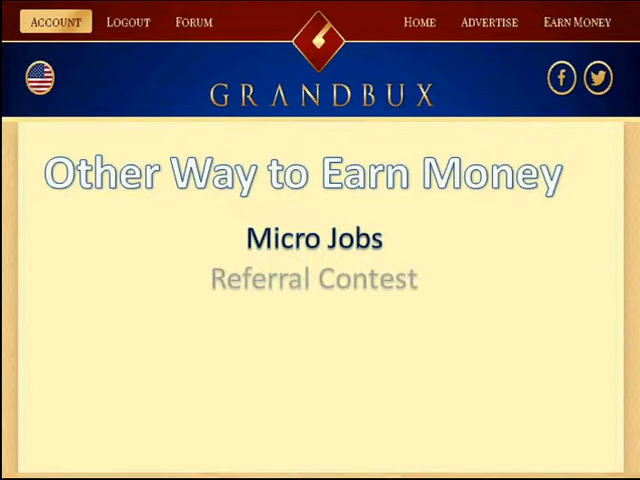 Account Logout Forum Home Advertise Earn Money
GRANDBUX
Other Way to Earn Money
Micro Jobs
Referral Contest